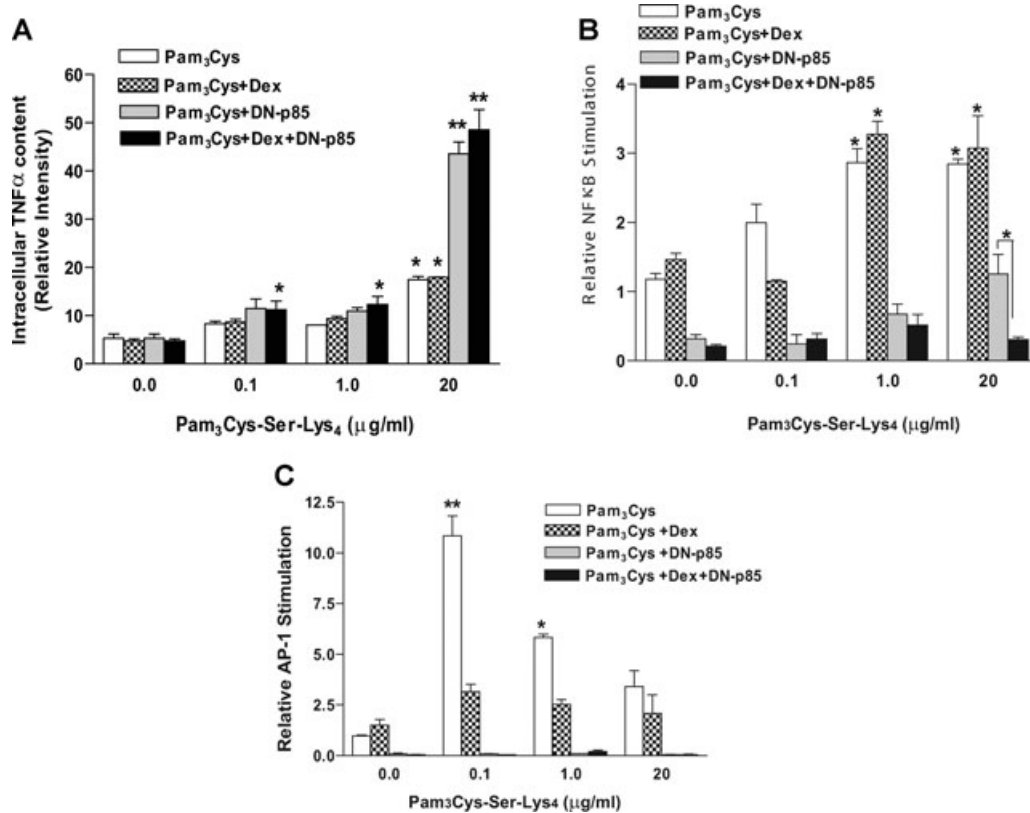 A
Pam₃Cys
Pam₃Cys+Dex
Pam₃Cys+DN-p85
Pam₃Cys+Dex+DN-p85
Intracellular TNFα content
(Relative Intensity)
60
50
40
30
20
10
0
* * * * ** **
0.0 0.1 1.0 20
Pam₃Cys-Ser-Lys₄ (μg/ml)
B
Pam₃Cys
Pam₃Cys+Dex
Pam₃Cys+DN-p85
Pam₃Cys+Dex+DN-p85
Relative NFκB Stimulation
4
3
2
1
0
* * * * *
0.0 0.1 1.0 20
Pam₃Cys-Ser-Lys₄ (μg/ml)
C
Pam₃Cys
Pam₃Cys +Dex
Pam₃Cys +DN-p85
Pam₃Cys +Dex+DN-p85
Relative AP-1 Stimulation
12.5
10.0
7.5
5.0
2.5
0.0
** *
0.0 0.1 1.0 20
Pam₃Cys-Ser-Lys₄ (μg/ml)